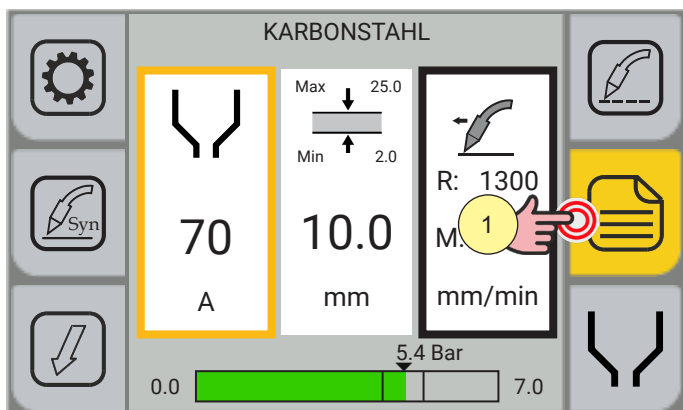 KARBONSTAHL
Max 25.0
Min 2.0
R: 1300
Syn
70
10.0
M.
1
A
mm
mm/min
5.4 Bar
0.0
7.0